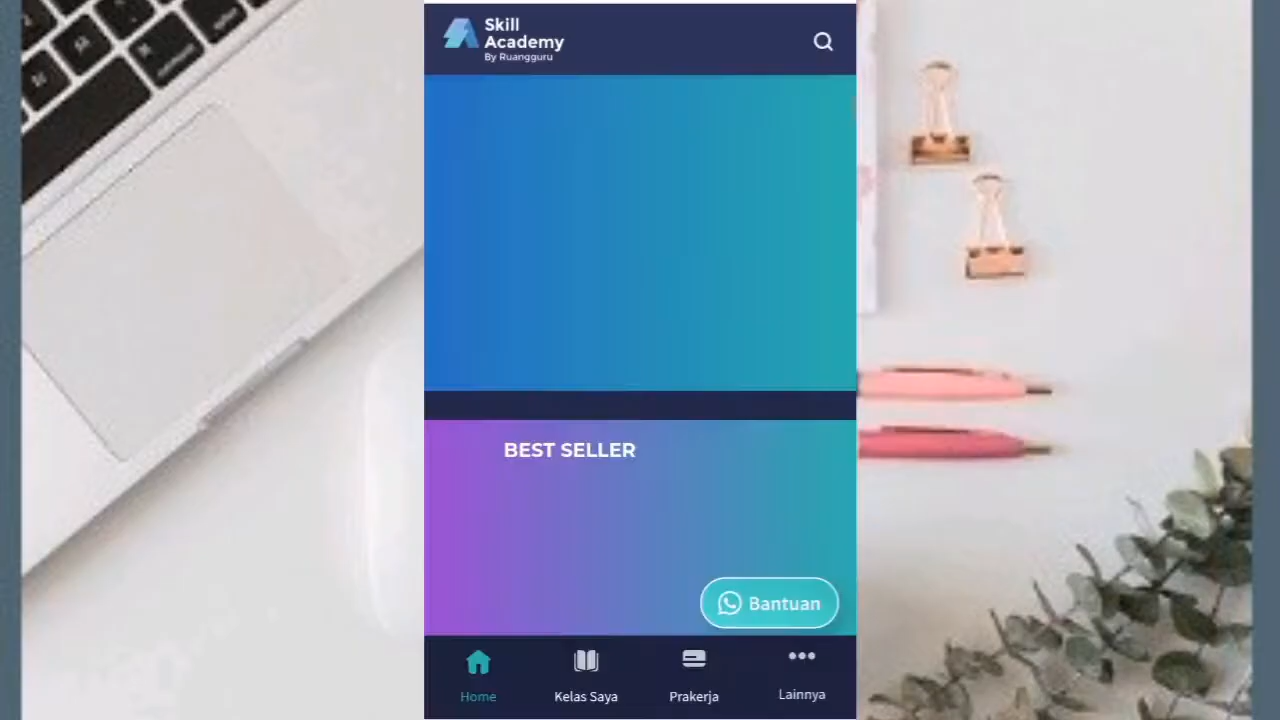 Skill
Academy
By Ruangguru
BEST SELLER
Bantuan
Home
Kelas Saya
Prakerja
Lainnya